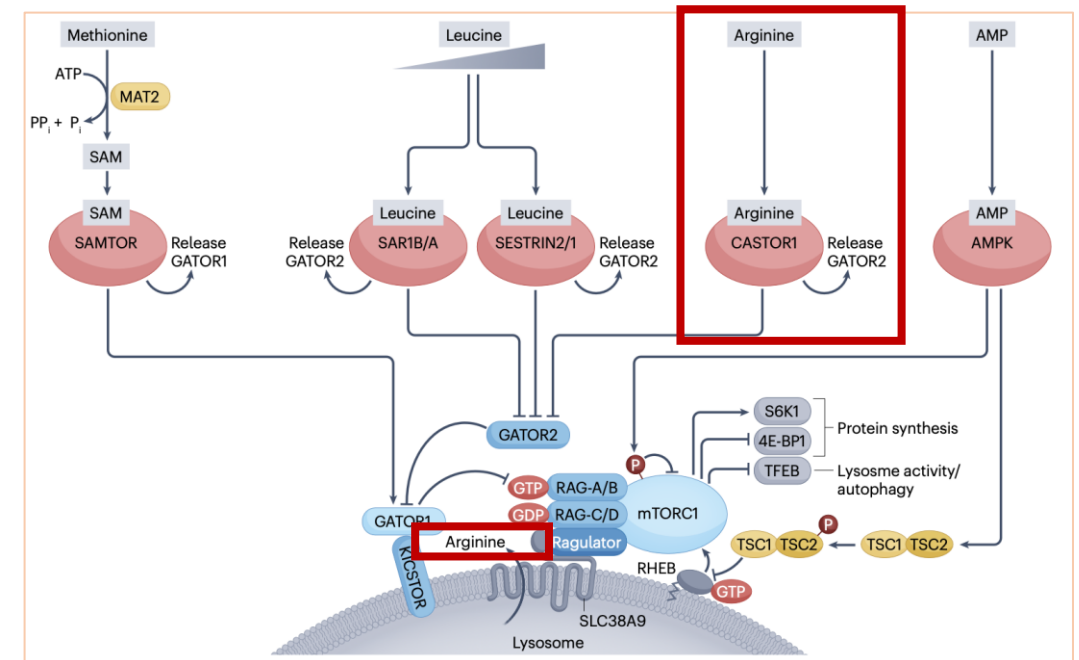 Methionine
Leucine
Arginine
AMP
ATP
MAT2
PPi + Pi
SAM
SAM
SAMTOR
Release
GATOR1
Release
GATOR2
Leucine
SAR1B/A
Leucine
SESTRIN2/1
Release
GATOR2
Arginine
CASTOR1
Release
GATOR2
AMP
AMPK
GATOR2
S6K1
4E-BP1
Protein synthesis
TFEB
Lysosme activity/
autophagy
P
GTP
RAG-A/B
GDP
RAG-C/D
mTORC1
Ragulator
GATOR1
KICSTOR
Arginine
P
TSC1 TSC2
TSC1 TSC2
RHEB
GTP
SLC38A9
Lysosome